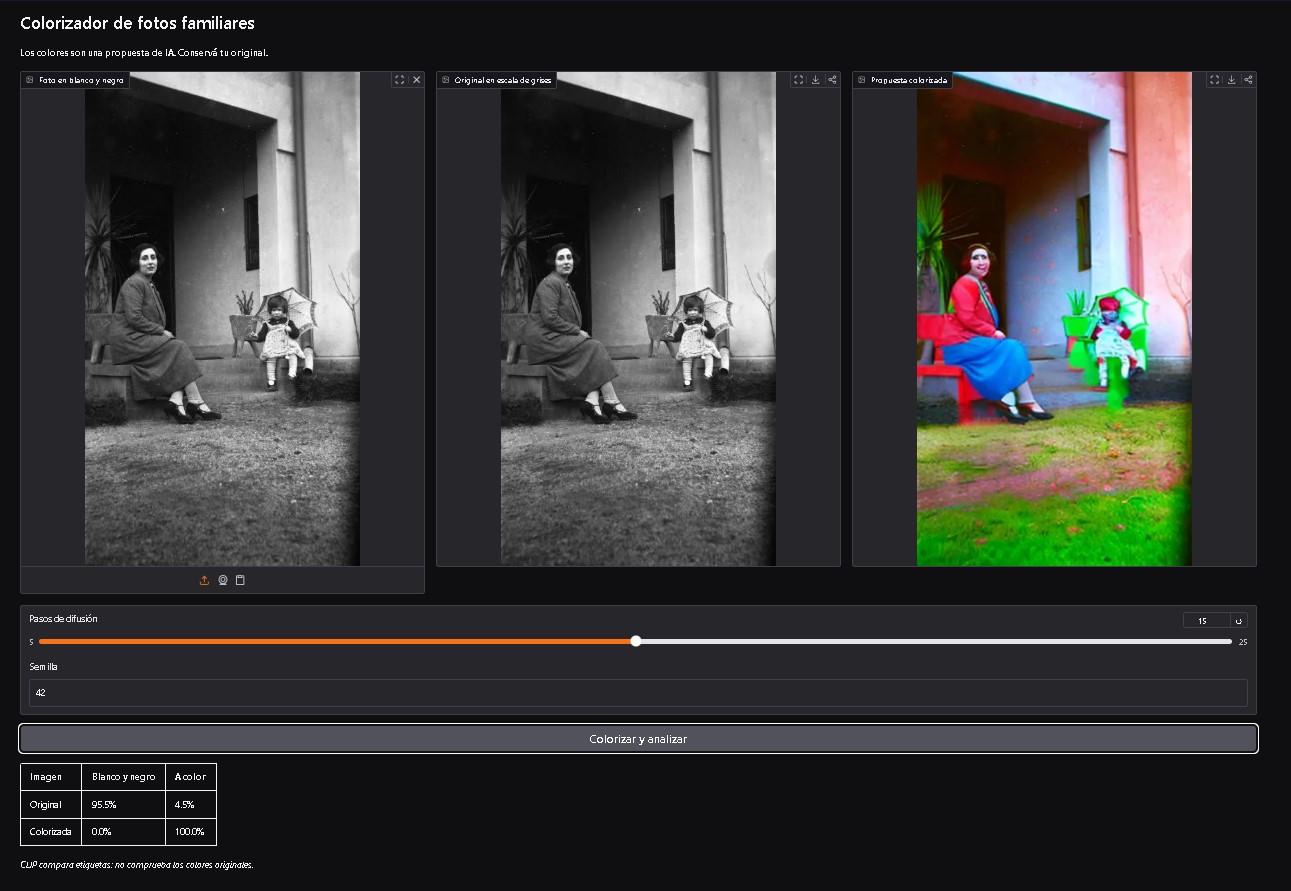 Colorizador de fotos familiares
Los colores son una propuesta de IA. Conservá tu original.
Foto en blanco y negro
Original en escala de grises
Propuesta colorizada
Pasos de difusión
15
5
25
Semilla
42
Colorizar y analizar
Imagen Blanco y negro A color
Original 95.5% 4.5%
Colorizada 0.0% 100.0%
CLIP compara etiquetas: no comprueba los colores originales.